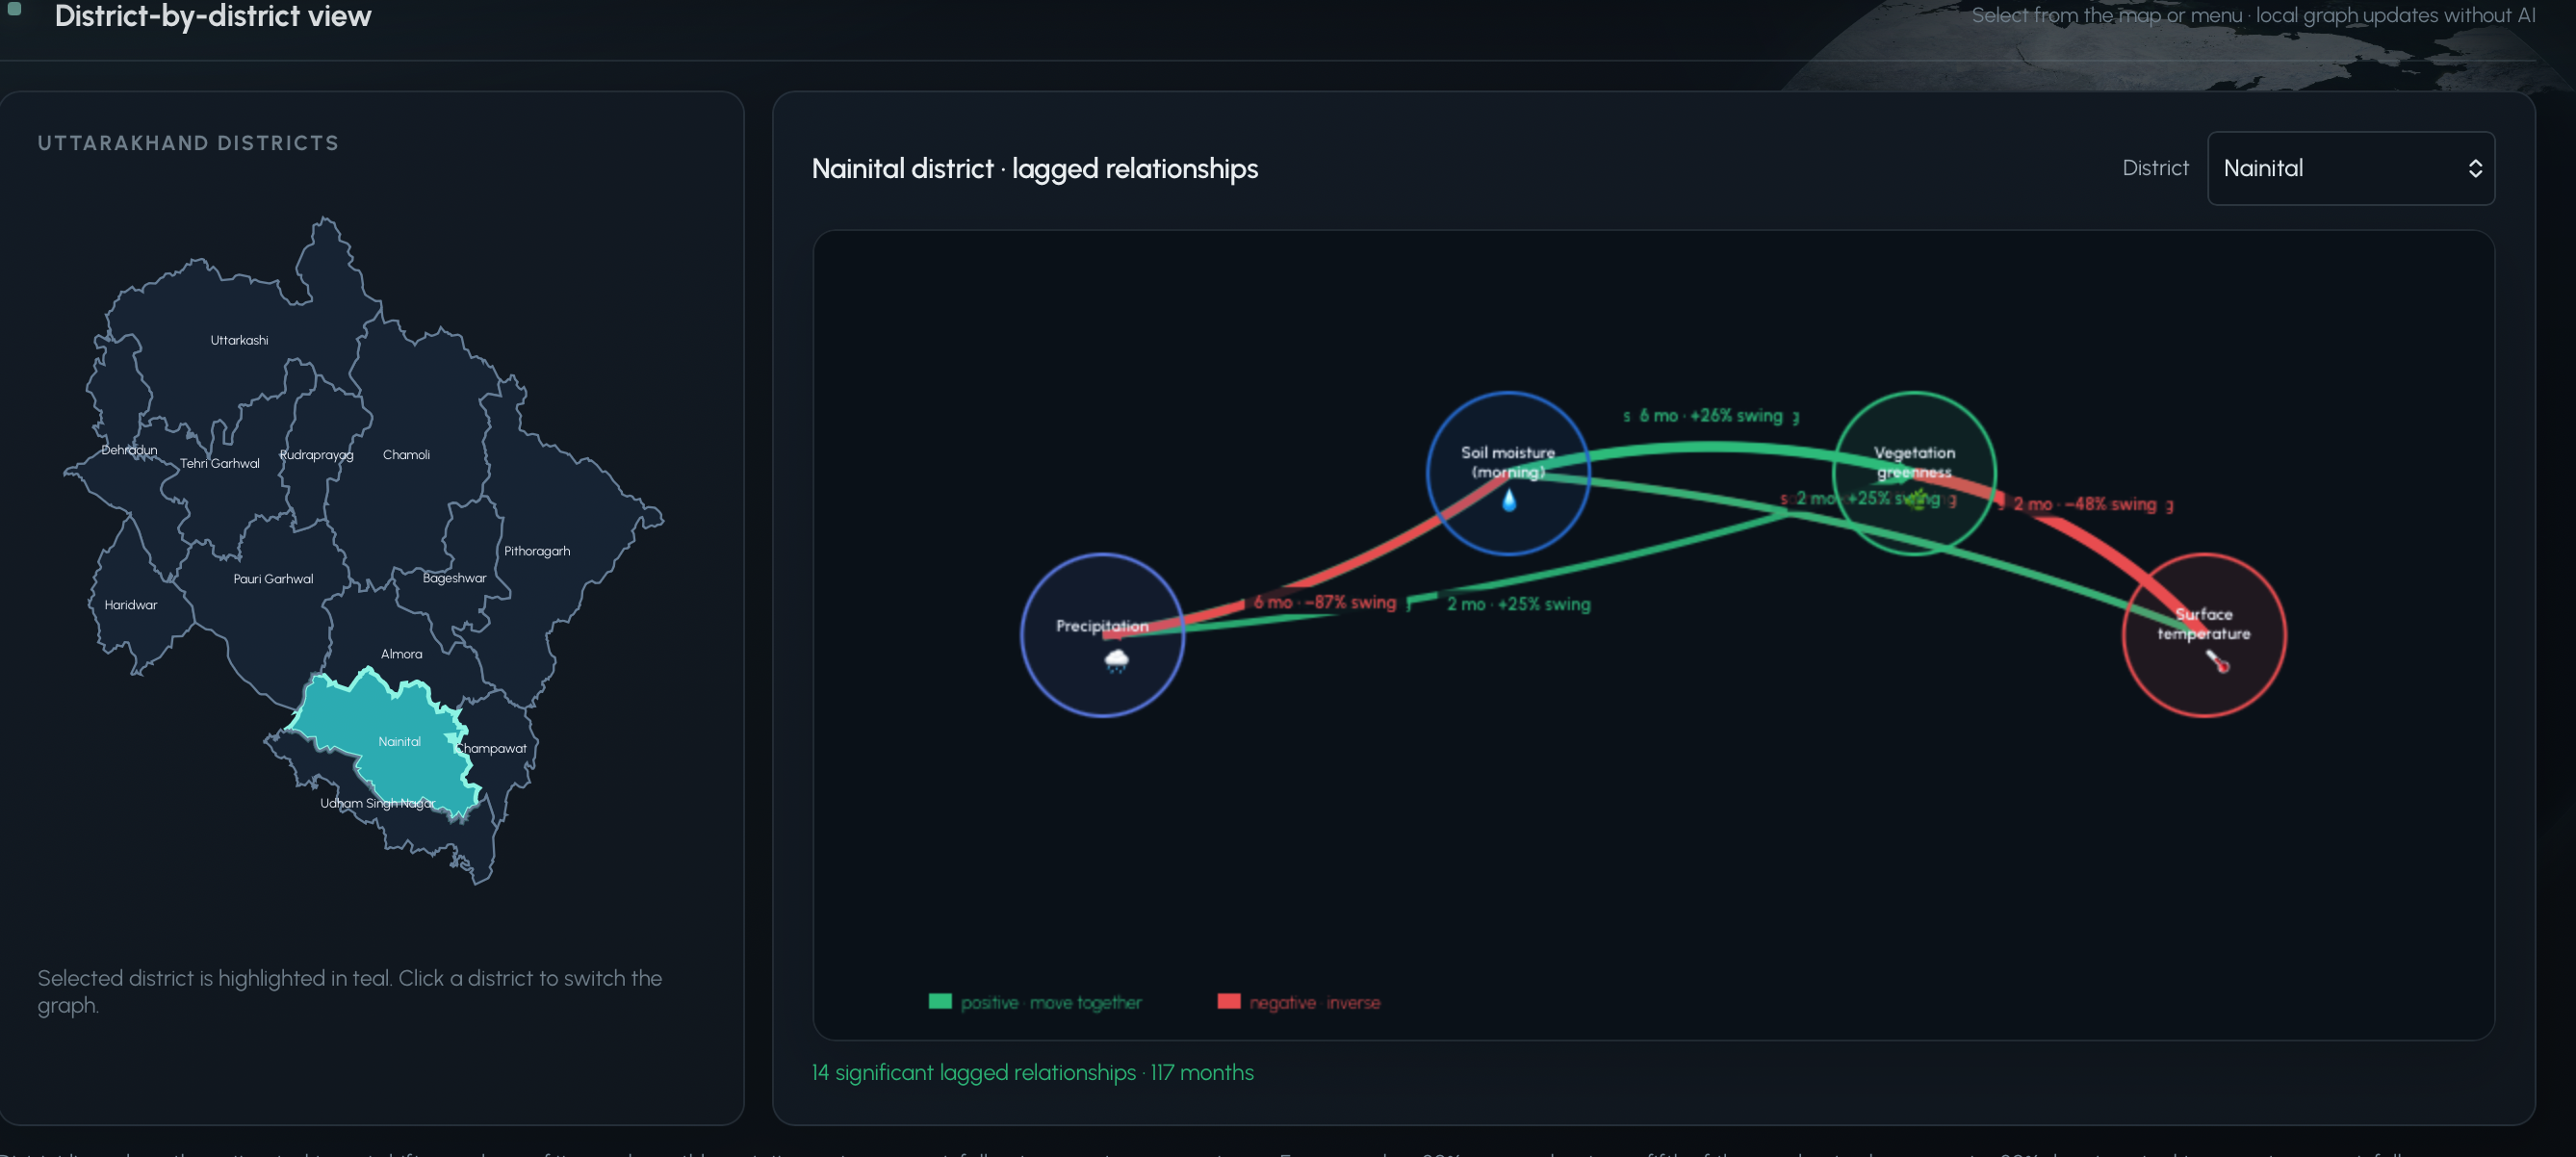 District-by-district view
Select from the map or menu · local graph updates without AI
UTTARAKHAND DISTRICTS
Uttarkashi
Dehradun
Tehri Garhwal
Rudraprayag
Chamoli
Pithoragarh
Bageshwar
Pauri Garhwal
Haridwar
Almora
Nainital
Champawat
Udham Singh Nagar
Selected district is highlighted in teal. Click a district to switch the
graph.
Nainital district · lagged relationships
District
Nainital
6 mo · +26% swing
Soil moisture
(morning)
Vegetation
greenness
2 mo · +25% swing
2 mo · −48% swing
6 mo · −87% swing
2 mo · +25% swing
Precipitation
Surface
temperature
positive · move together
negative · inverse
14 significant lagged relationships · 117 months